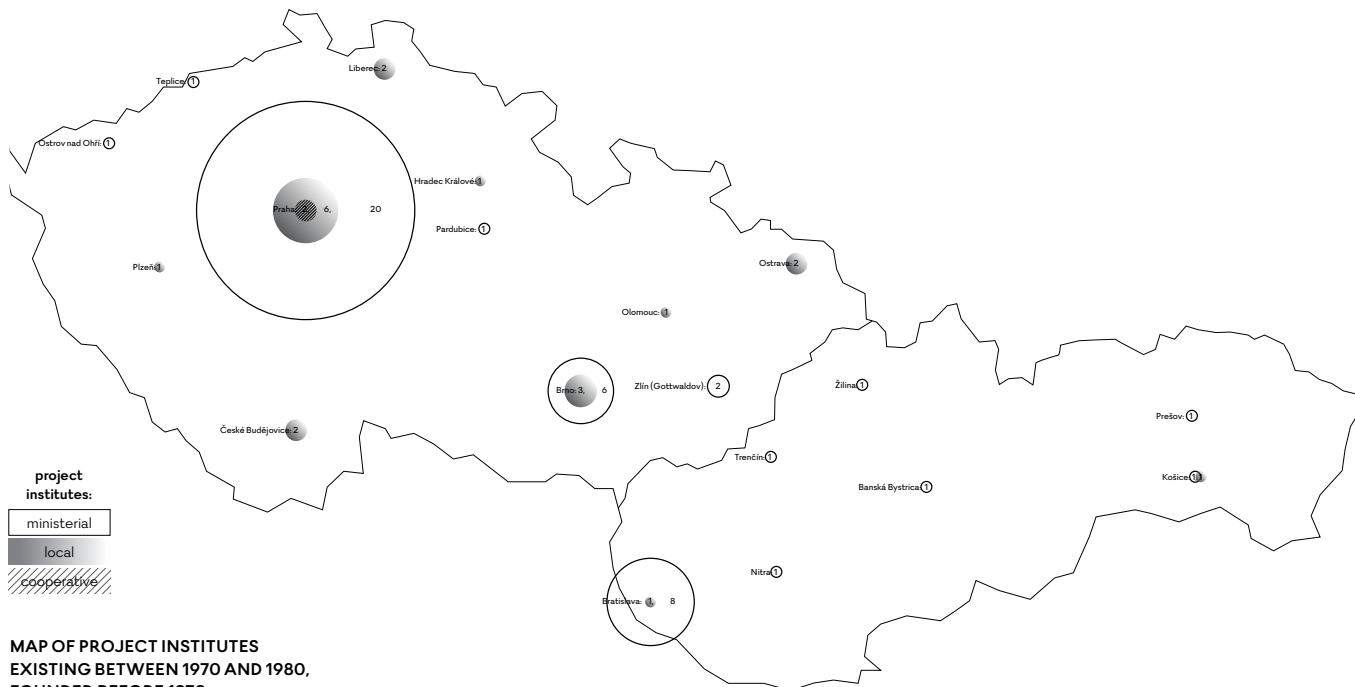 Liberec: 2
Teplice: 1
Ostrov nad Ohří: 1
Hradec Králové: 1
Praha: 2, 6, 20
Pardubice: 1
Plzeň: 1
Ostrava: 2
Olomouc: 1
Brno: 3, 6
Zlín (Gottwaldov): 2
Žilina: 1
Prešov: 1
České Budějovice: 2
Trenčín: 1
Košice: 1 1
Banská Bystrica: 1
project
institutes:
ministerial
local
cooperative
Nitra: 1
Bratislava: 1, 8
MAP OF PROJECT INSTITUTES
EXISTING BETWEEN 1970 AND 1980,